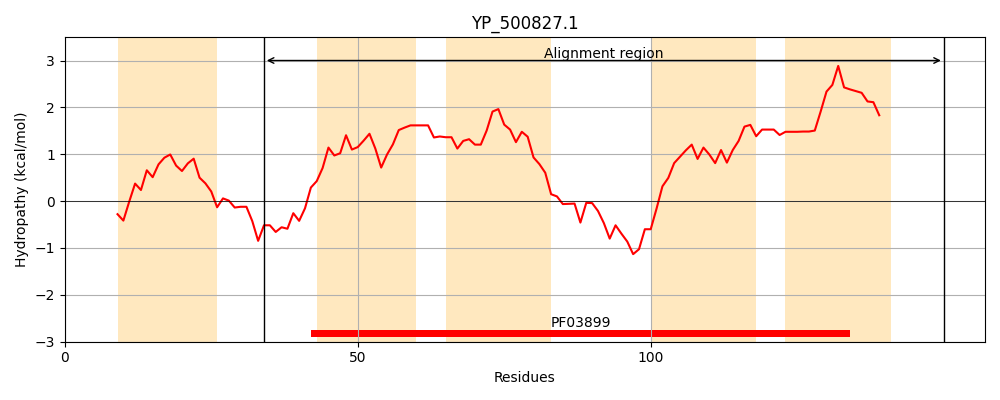 YP_500827.1
Hydropathy (kcal/mol)
3
2
1
0
−1
−2
−3
Alignment region
PF03899
0
50
100
Residues